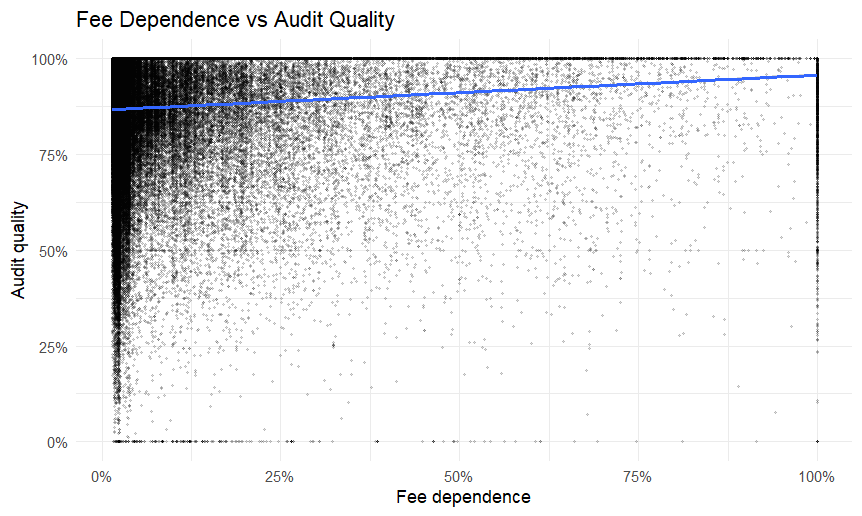 Fee Dependence vs Audit Quality
100%
75%
50%
25%
0%
Audit quality
0% 25% 50% 75% 100%
Fee dependence